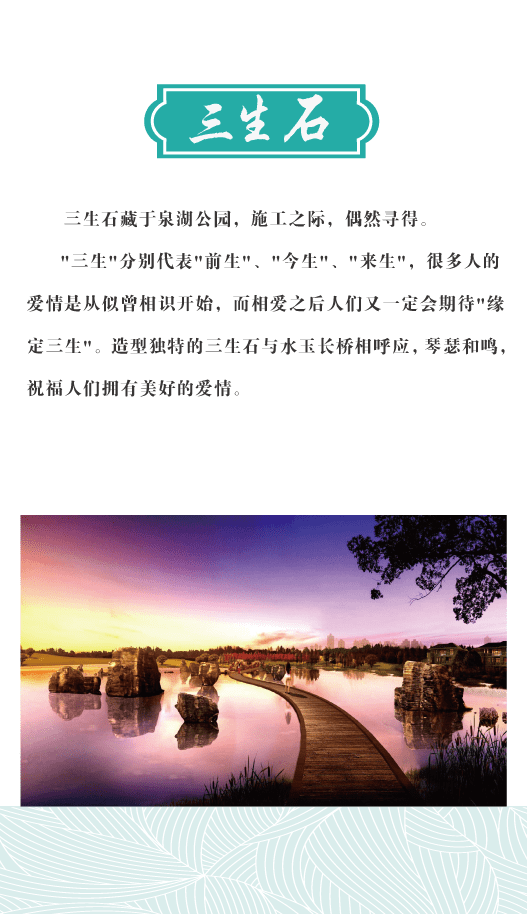 三生石
三生石藏于泉湖公园，施工之际，偶然寻得。
"三生"分别代表"前生"、"今生"、"来生"，很多人的
爱情是从似曾相识开始，而相爱之后人们又一定会期待"缘
定三生"。造型独特的三生石与水玉长桥相呼应，琴瑟和鸣，
祝福人们拥有美好的爱情。